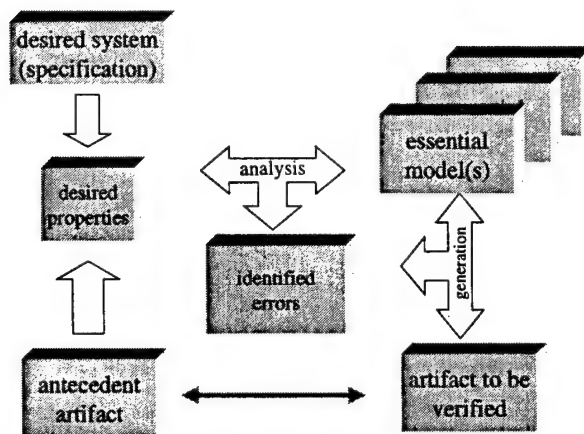 desired system
(specification)
essential
model(s)
analysis
desired
properties
identified
errors
generation
antecedent
artifact
artifact to be
verified